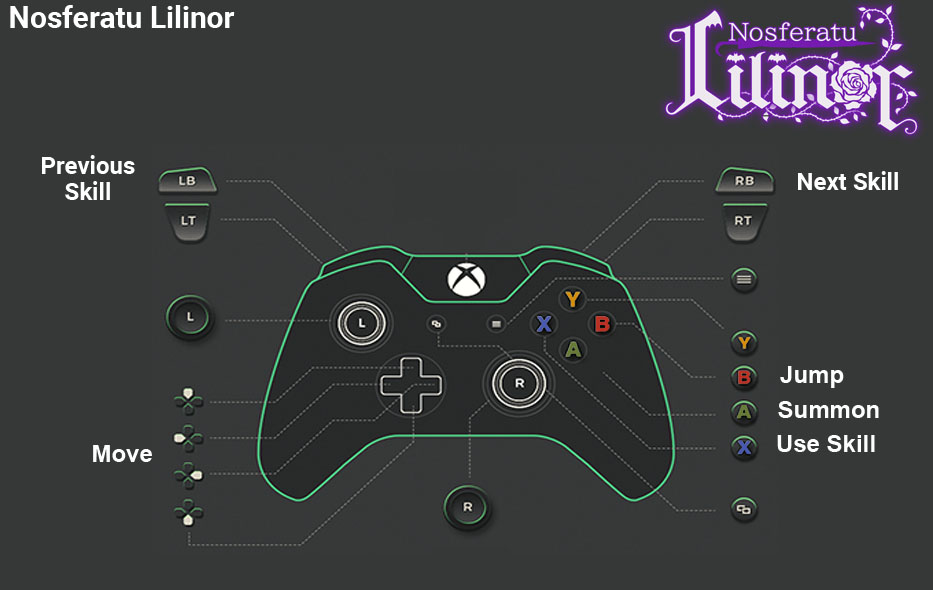 Nosferatu Lilinor
Nosferatu
Lilinor
Previous
Skill
LB
LT
RB
Next Skill
RT
L
L
Y
X
B
A
R
Y
B
Jump
A
Summon
X
Use Skill
Move
R